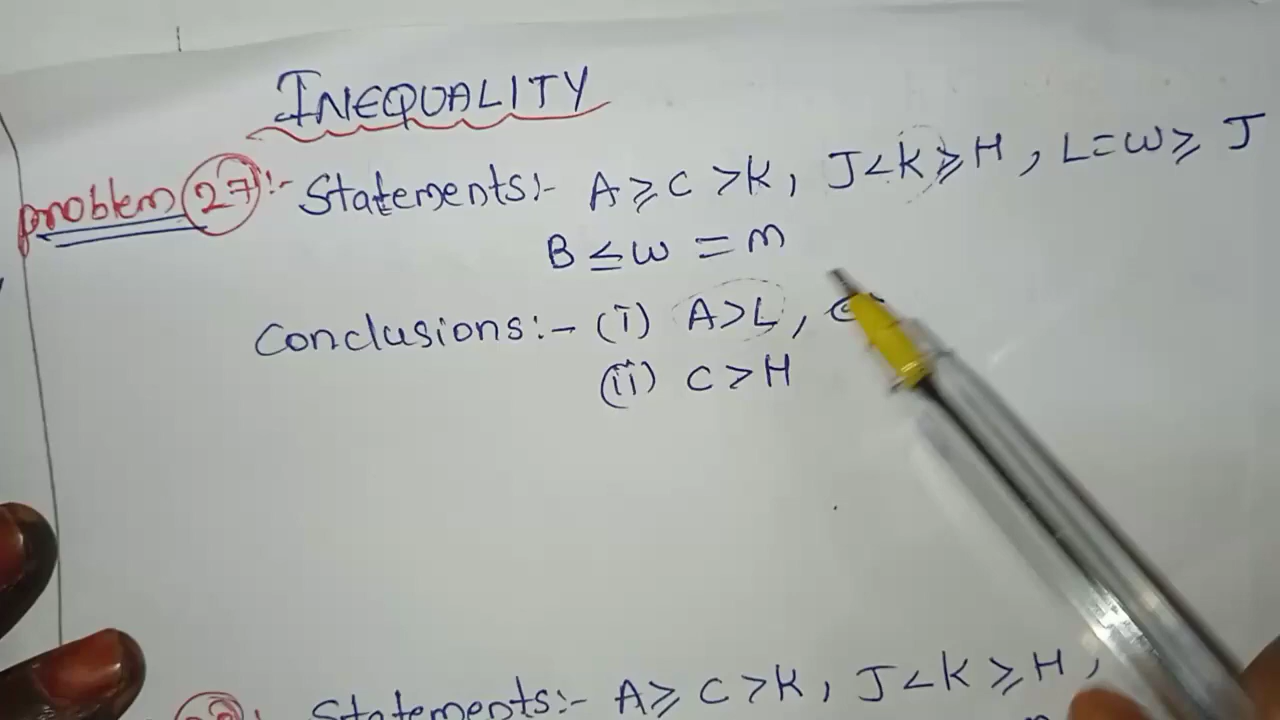 INEQUALITY
problem 27 :- Statements:- A ≥ C > K, J < K ≥ H, L = W ≥ J
B ≤ W = M
Conclusions:- (i) A > L,
(ii) C > H
Statements:- A ≥ C > K, J < K ≥ H,